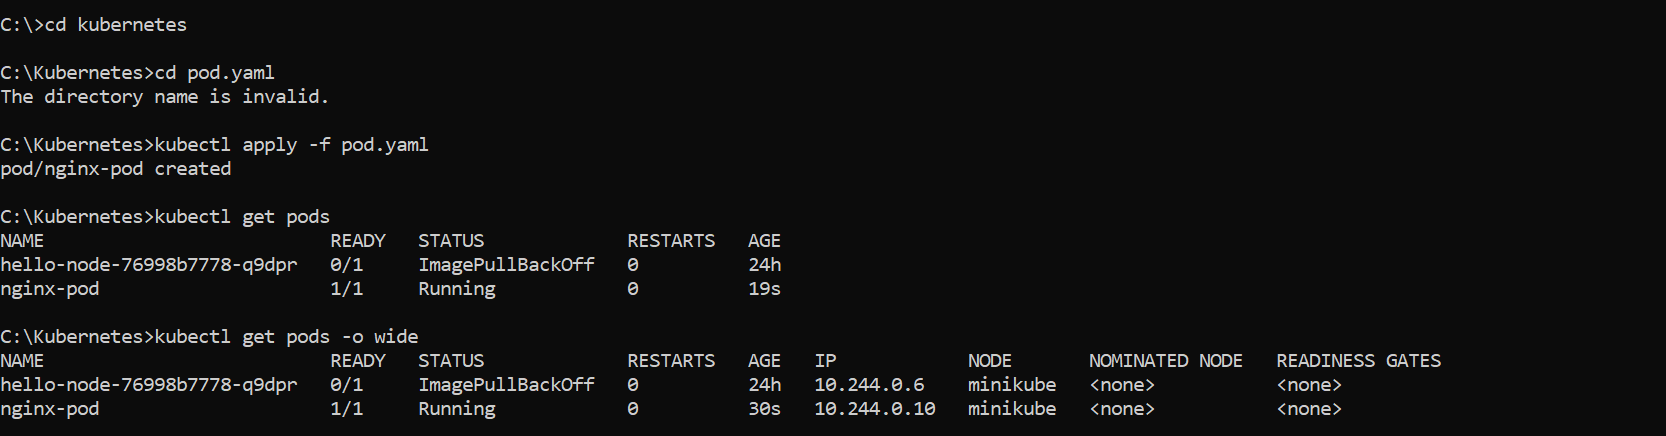 C:\>cd kubernetes
C:\Kubernetes>cd pod.yaml
The directory name is invalid.
C:\Kubernetes>kubectl apply -f pod.yaml
pod/nginx-pod created
C:\Kubernetes>kubectl get pods
NAME                          READY   STATUS             RESTARTS   AGE
hello-node-76998b7778-q9dpr   0/1     ImagePullBackOff   0          24h
nginx-pod                     1/1     Running            0          19s
C:\Kubernetes>kubectl get pods -o wide
NAME                          READY   STATUS             RESTARTS   AGE   IP            NODE       NOMINATED NODE   READINESS GATES
hello-node-76998b7778-q9dpr   0/1     ImagePullBackOff   0          24h   10.244.0.6    minikube   <none>           <none>
nginx-pod                     1/1     Running            0          30s   10.244.0.10   minikube   <none>           <none>